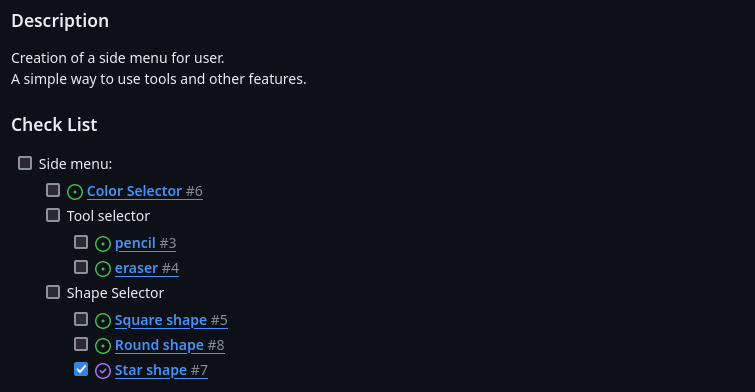 Description
Creation of a side menu for user.
A simple way to use tools and other features.
Check List
Side menu:
Color Selector #6
Tool selector
pencil #3
eraser #4
Shape Selector
Square shape #5
Round shape #8
Star shape #7